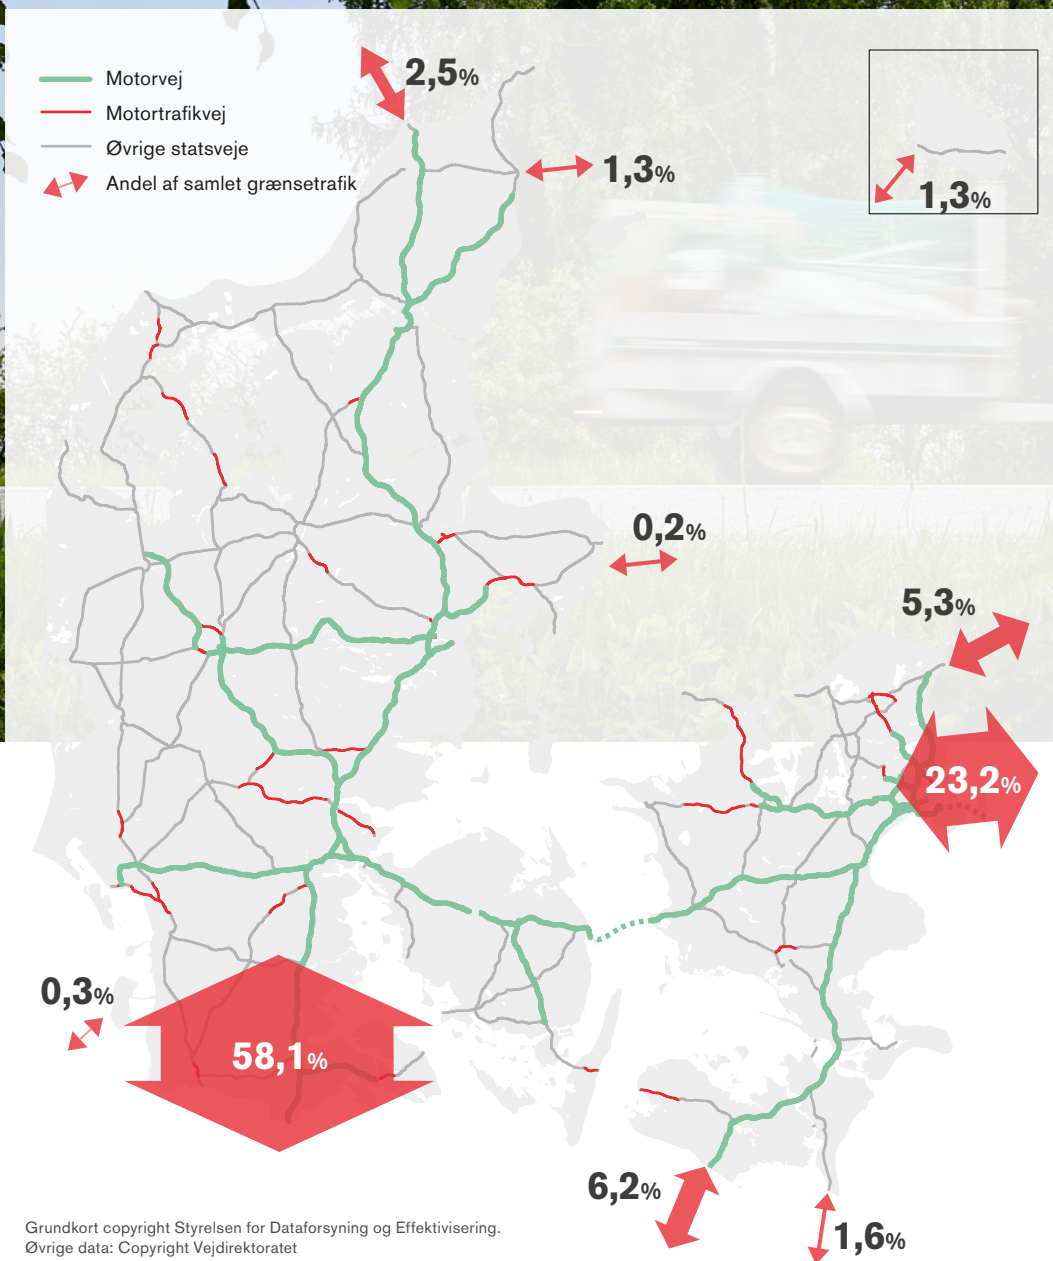 Motorvej
Motortrafikvej
Øvrige statsveje
Andel af samlet grænsetrafik
2,5%
1,3%
1,3%
0,2%
5,3%
23,2%
0,3%
58,1%
6,2%
1,6%
Grundkort copyright Styrelsen for Dataforsyning og Effektivisering.
Øvrige data: Copyright Vejdirektoratet